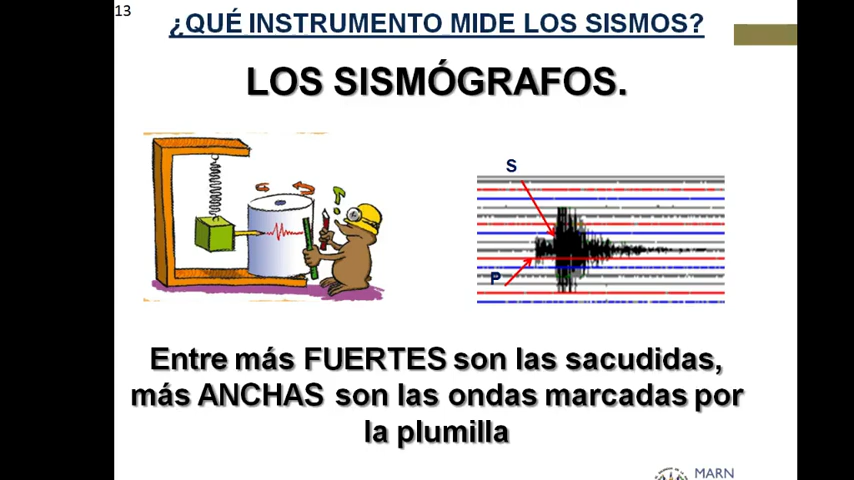 13
¿QUÉ INSTRUMENTO MIDE LOS SISMOS?
LOS SISMÓGRAFOS.
?
S
P
Entre más FUERTES son las sacudidas,
más ANCHAS son las ondas marcadas por
la plumilla
MARN